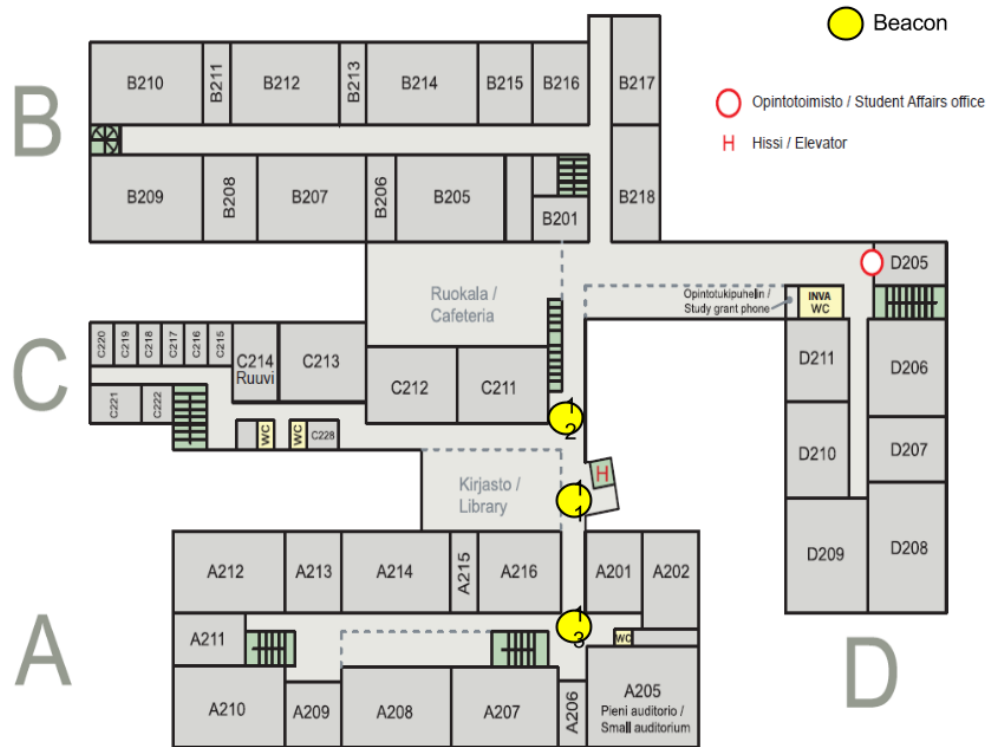 Beacon
Opintotoimisto / Student Affairs office
H Hissi / Elevator
B
B210
B211
B212
B213
B214
B215
B216
B217
B209
B208
B207
B206
B205
B201
B218
Ruokala /
Cafeteria
Opintotukipuhelin /
Study grant phone
INVA
WC
D205
C
C220
C219
C218
C217
C216
C215
C214
Ruuvi
C213
C212
C211
C221
C222
WC
WC
C228
1
2
D211
D206
D210
D207
D209
D208
Kirjasto /
Library
H
1
1
A
A212
A213
A214
A215
A216
A201
A202
A211
1
3
WC
A210
A209
A208
A207
A206
A205
Pieni auditorio /
Small auditorium
D